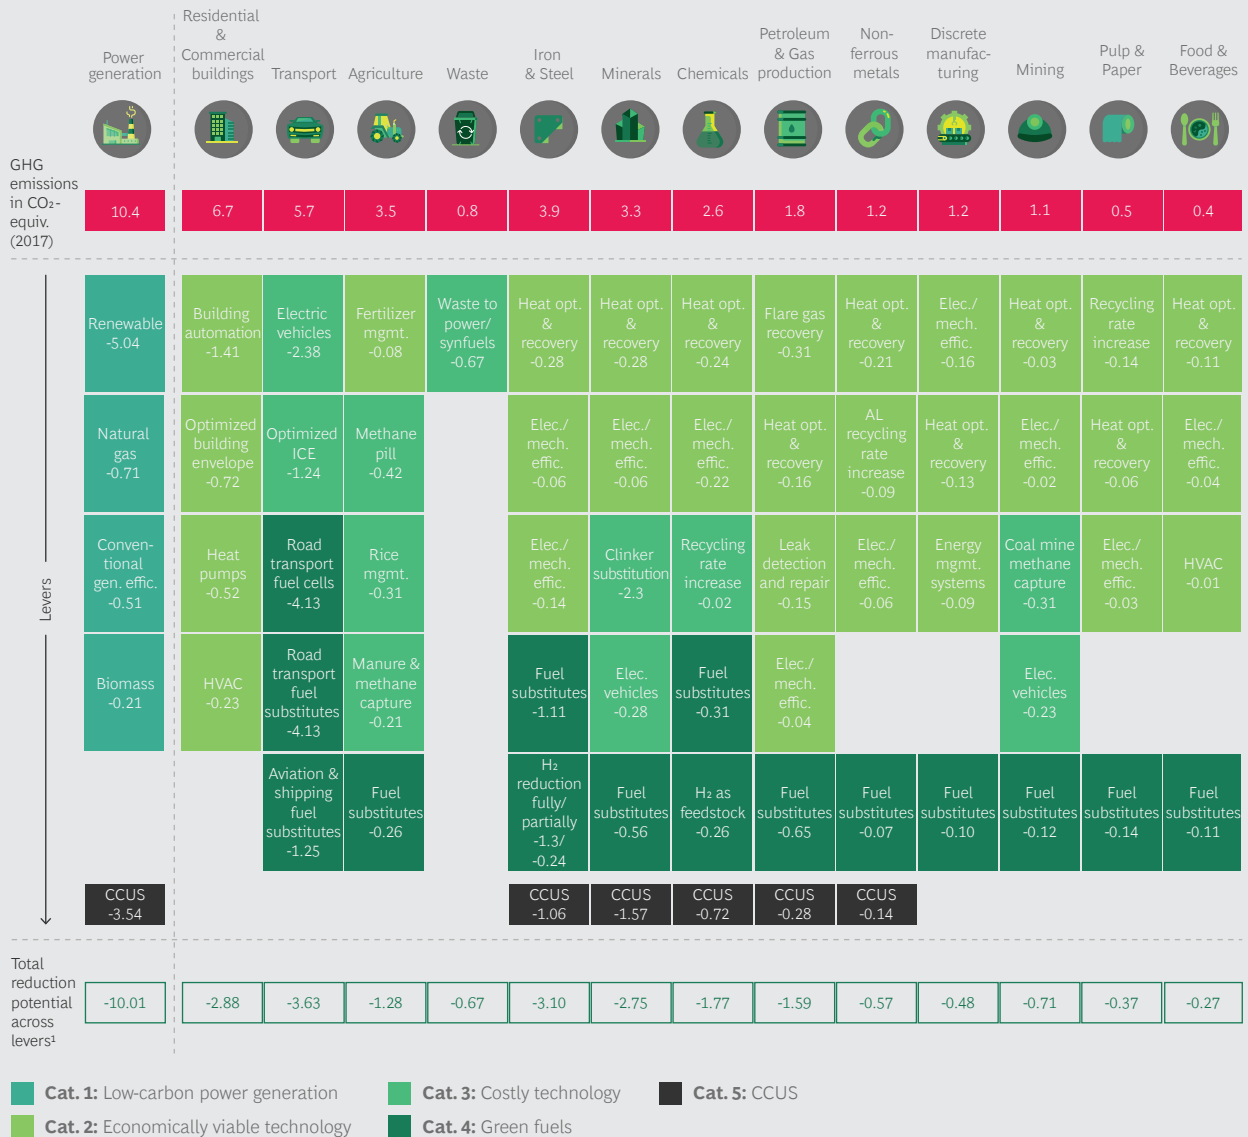 Power
generation
Residential
&
Commercial
buildings
Transport
Agriculture
Waste
Iron
& Steel
Minerals
Chemicals
Petroleum
& Gas
production
Non-
ferrous
metals
Discrete
manufac-
turing
Mining
Pulp &
Paper
Food &
Beverages
GHG
emissions
in CO₂-
equiv.
(2017)
10.4
6.7
5.7
3.5
0.8
3.9
3.3
2.6
1.8
1.2
1.2
1.1
0.5
0.4
Levers
Renewable
-5.04
Building
automation
-1.41
Electric
vehicles
-2.38
Fertilizer
mgmt.
-0.08
Waste to
power/
synfuels
-0.67
Heat opt.
&
recovery
-0.28
Heat opt.
&
recovery
-0.28
Heat opt.
&
recovery
-0.24
Flare gas
recovery
-0.31
Heat opt.
&
recovery
-0.21
Elec./
mech.
effic.
-0.16
Heat opt.
&
recovery
-0.03
Recycling
rate
increase
-0.14
Heat opt.
&
recovery
-0.11
Natural
gas
-0.71
Optimized
building
envelope
-0.72
Optimized
ICE
-1.24
Methane
pill
-0.42
Elec./
mech.
effic.
-0.06
Elec./
mech.
effic.
-0.06
Elec./
mech.
effic.
-0.22
Heat opt.
&
recovery
-0.16
AL
recycling
rate
increase
-0.09
Heat opt.
&
recovery
-0.13
Elec./
mech.
effic.
-0.02
Heat opt.
&
recovery
-0.06
Elec./
mech.
effic.
-0.04
Conven-
tional
gen. effic.
-0.51
Heat
pumps
-0.52
Road
transport
fuel cells
-4.13
Rice
mgmt.
-0.31
Elec./
mech.
effic.
-0.14
Clinker
substitution
-2.3
Recycling
rate
increase
-0.02
Leak
detection
and repair
-0.15
Elec./
mech.
effic.
-0.06
Energy
mgmt.
systems
-0.09
Coal mine
methane
capture
-0.31
Elec./
mech.
effic.
-0.03
HVAC
-0.01
Biomass
-0.21
HVAC
-0.23
Road
transport
fuel
substitutes
-4.13
Manure &
methane
capture
-0.21
Fuel
substitutes
-1.11
Elec.
vehicles
-0.28
Fuel
substitutes
-0.31
Elec./
mech.
effic.
-0.04
Elec.
vehicles
-0.23
Aviation &
shipping
fuel
substitutes
-1.25
Fuel
substitutes
-0.26
H₂
reduction
fully/
partially
-1.3/
-0.24
Fuel
substitutes
-0.56
H₂ as
feedstock
-0.26
Fuel
substitutes
-0.65
Fuel
substitutes
-0.07
Fuel
substitutes
-0.10
Fuel
substitutes
-0.12
Fuel
substitutes
-0.14
Fuel
substitutes
-0.11
CCUS
-3.54
CCUS
-1.06
CCUS
-1.57
CCUS
-0.72
CCUS
-0.28
CCUS
-0.14
Total
reduction
potential
across
levers¹
-10.01
-2.88
-3.63
-1.28
-0.67
-3.10
-2.75
-1.77
-1.59
-0.57
-0.48
-0.71
-0.37
-0.27
Cat. 1: Low-carbon power generation
Cat. 3: Costly technology
Cat. 5: CCUS
Cat. 2: Economically viable technology
Cat. 4: Green fuels